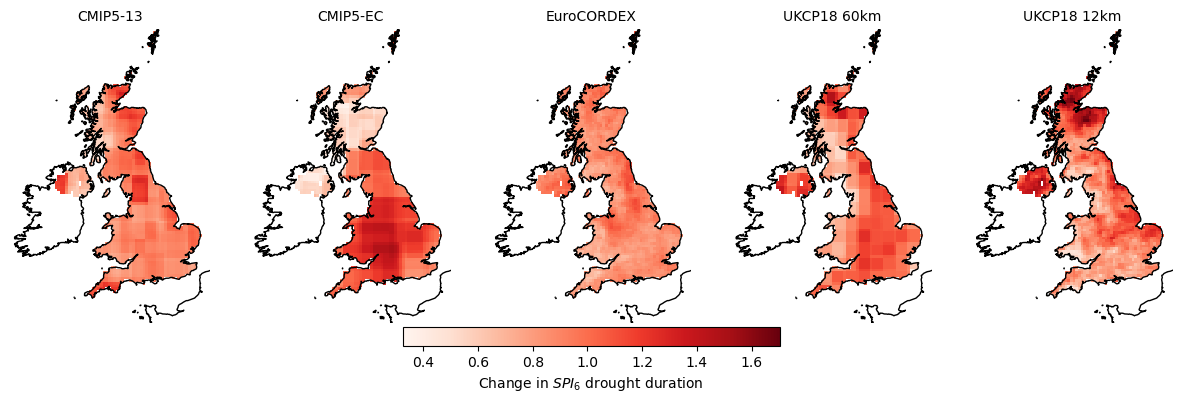 CMIP5-13 CMIP5-EC EuroCORDEX UKCP18 60km UKCP18 12km
0.4 0.6 0.8 1.0 1.2 1.4 1.6
Change in SPI₆ drought duration